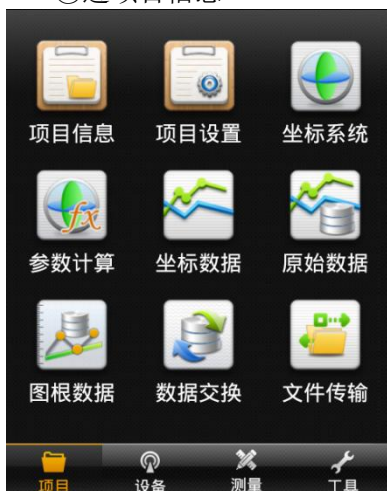 项目信息 项目设置 坐标系统
参数计算 坐标数据 原始数据
图根数据 数据交换 文件传输
项目 设备 测量 工具